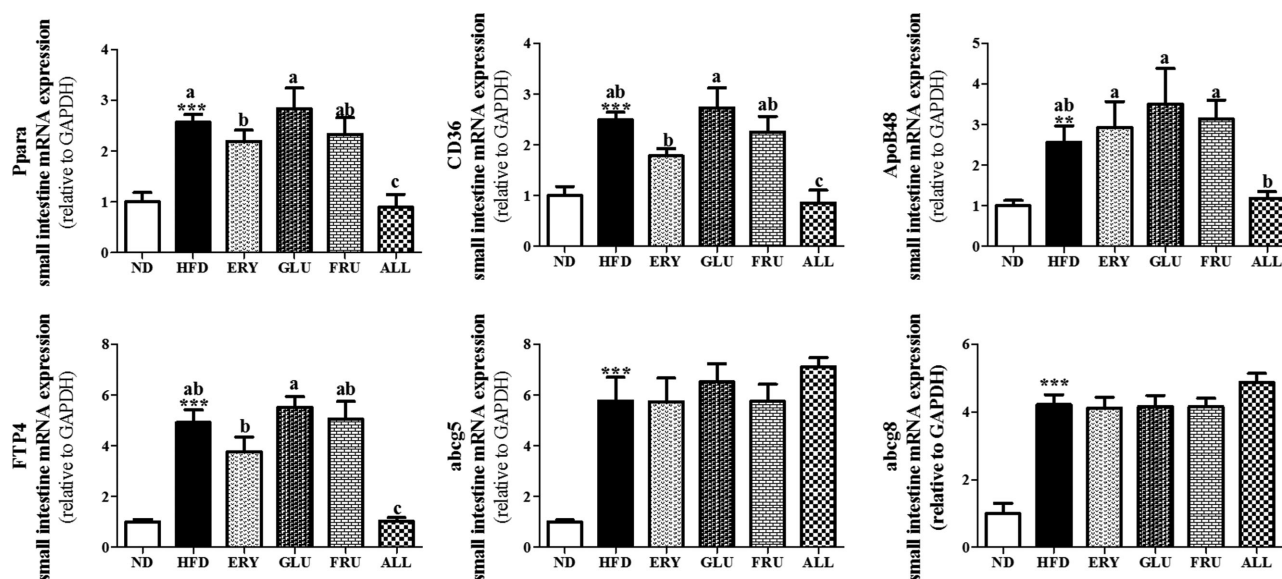 Ppara
small intestine mRNA expression
(relative to GAPDH)
4
3
2
1
0
a
***
b
a
ab
c
ND HFD ERY GLU FRU ALL
CD36
small intestine mRNA expression
(relative to GAPDH)
4
3
2
1
0
ab
***
b
a
ab
c
ND HFD ERY GLU FRU ALL
ApoB48
small intestine mRNA expression
(relative to GAPDH)
5
4
3
2
1
0
ab
**
a
a
a
b
ND HFD ERY GLU FRU ALL
FTP4
small intestine mRNA expression
(relative to GAPDH)
8
6
4
2
0
ab
***
b
a
ab
c
ND HFD ERY GLU FRU ALL
abcg5
small intestine mRNA expression
(relative to GAPDH)
8
6
4
2
0
***
ND HFD ERY GLU FRU ALL
abcg8
small intestine mRNA expression
(relative to GAPDH)
6
4
2
0
***
ND HFD ERY GLU FRU ALL